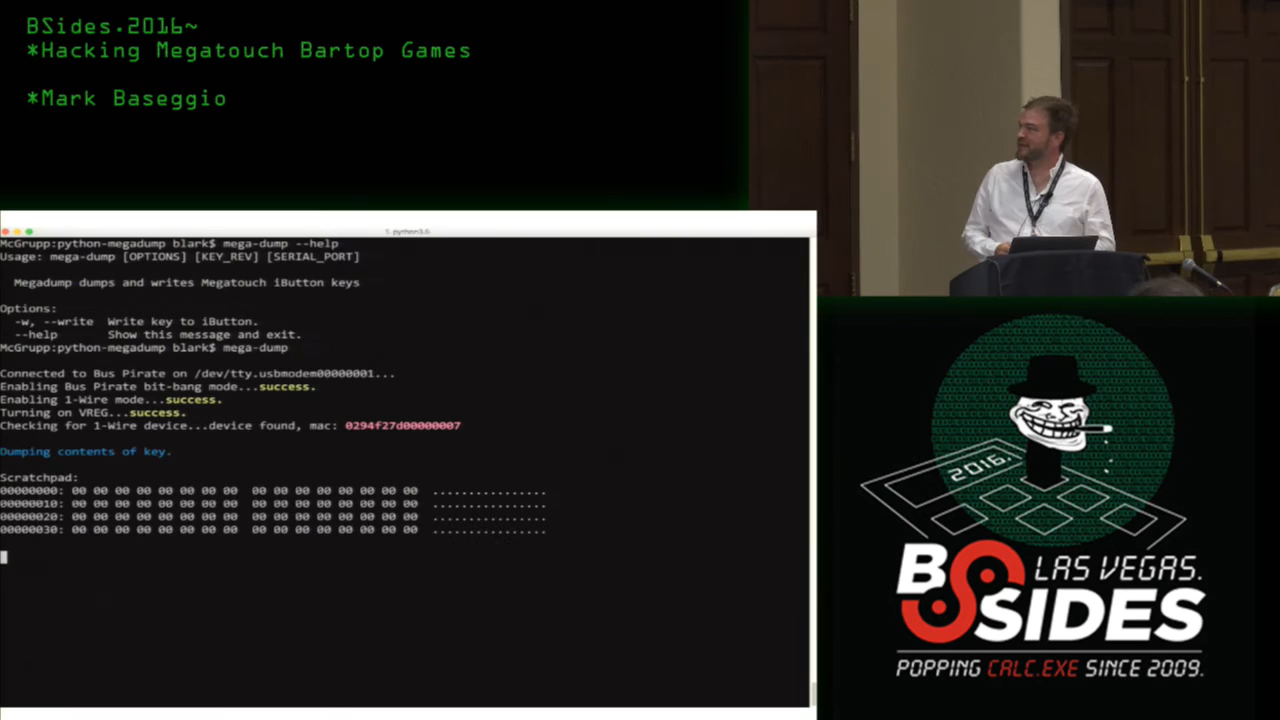 BSides.2016~
*Hacking Megatouch Bartop Games
*Mark Baseggio
1. python3.5
McGrupp:python-megadump blark$ mega-dump --help
Usage: mega-dump [OPTIONS] [KEY_REV] [SERIAL_PORT]
Megadump dumps and writes Megatouch iButton keys
Options:
-w, --write Write key to iButton.
--help Show this message and exit.
McGrupp:python-megadump blark$ mega-dump
Connected to Bus Pirate on /dev/tty.usbmodem00000001...
Enabling Bus Pirate bit-bang mode...success.
Enabling 1-Wire mode...success.
Turning on VREG...success.
Checking for 1-Wire device...device found, mac: 0294f27d00000007
Dumping contents of key.
Scratchpad:
00000000: 00 00 00 00 00 00 00 00 00 00 00 00 00 00 00 00 ................
00000010: 00 00 00 00 00 00 00 00 00 00 00 00 00 00 00 00 ................
00000020: 00 00 00 00 00 00 00 00 00 00 00 00 00 00 00 00 ................
00000030: 00 00 00 00 00 00 00 00 00 00 00 00 00 00 00 00 ................
2016.
BSIDES LAS VEGAS.
POPPING CALC.EXE SINCE 2009.